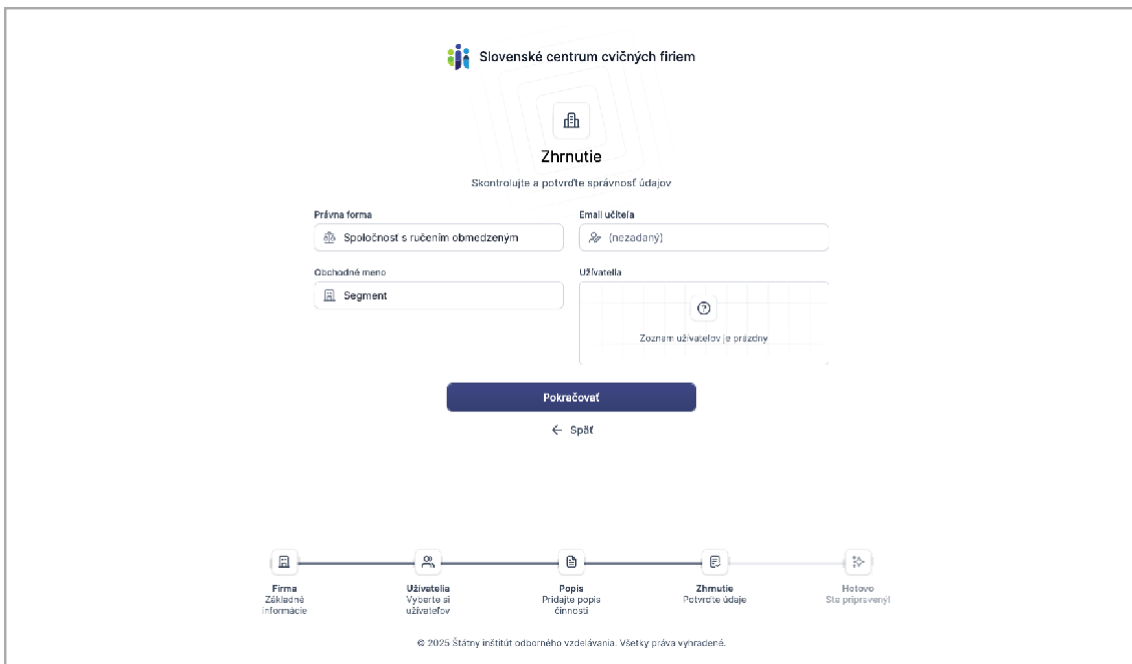 Slovenské centrum cvičných firiem
Zhrnutie
Skontrolujte a potvrďte správnosť údajov
Právna forma
Spoločnosť s ručením obmedzeným
Email učiteľa
(nezadaný)
Obchodné meno
Segment
Užívatelia
Zoznam užívateľov je prázdny
Pokračovať
← Späť
Firma
Základné
informácie
Užívatelia
Vyberte si
užívateľov
Popis
Pridajte popis
činnosti
Zhrnutie
Potvrďte údaje
Hotovo
Ste pripravený!
© 2025 Štátny inštitút odborného vzdelávania. Všetky práva vyhradené.